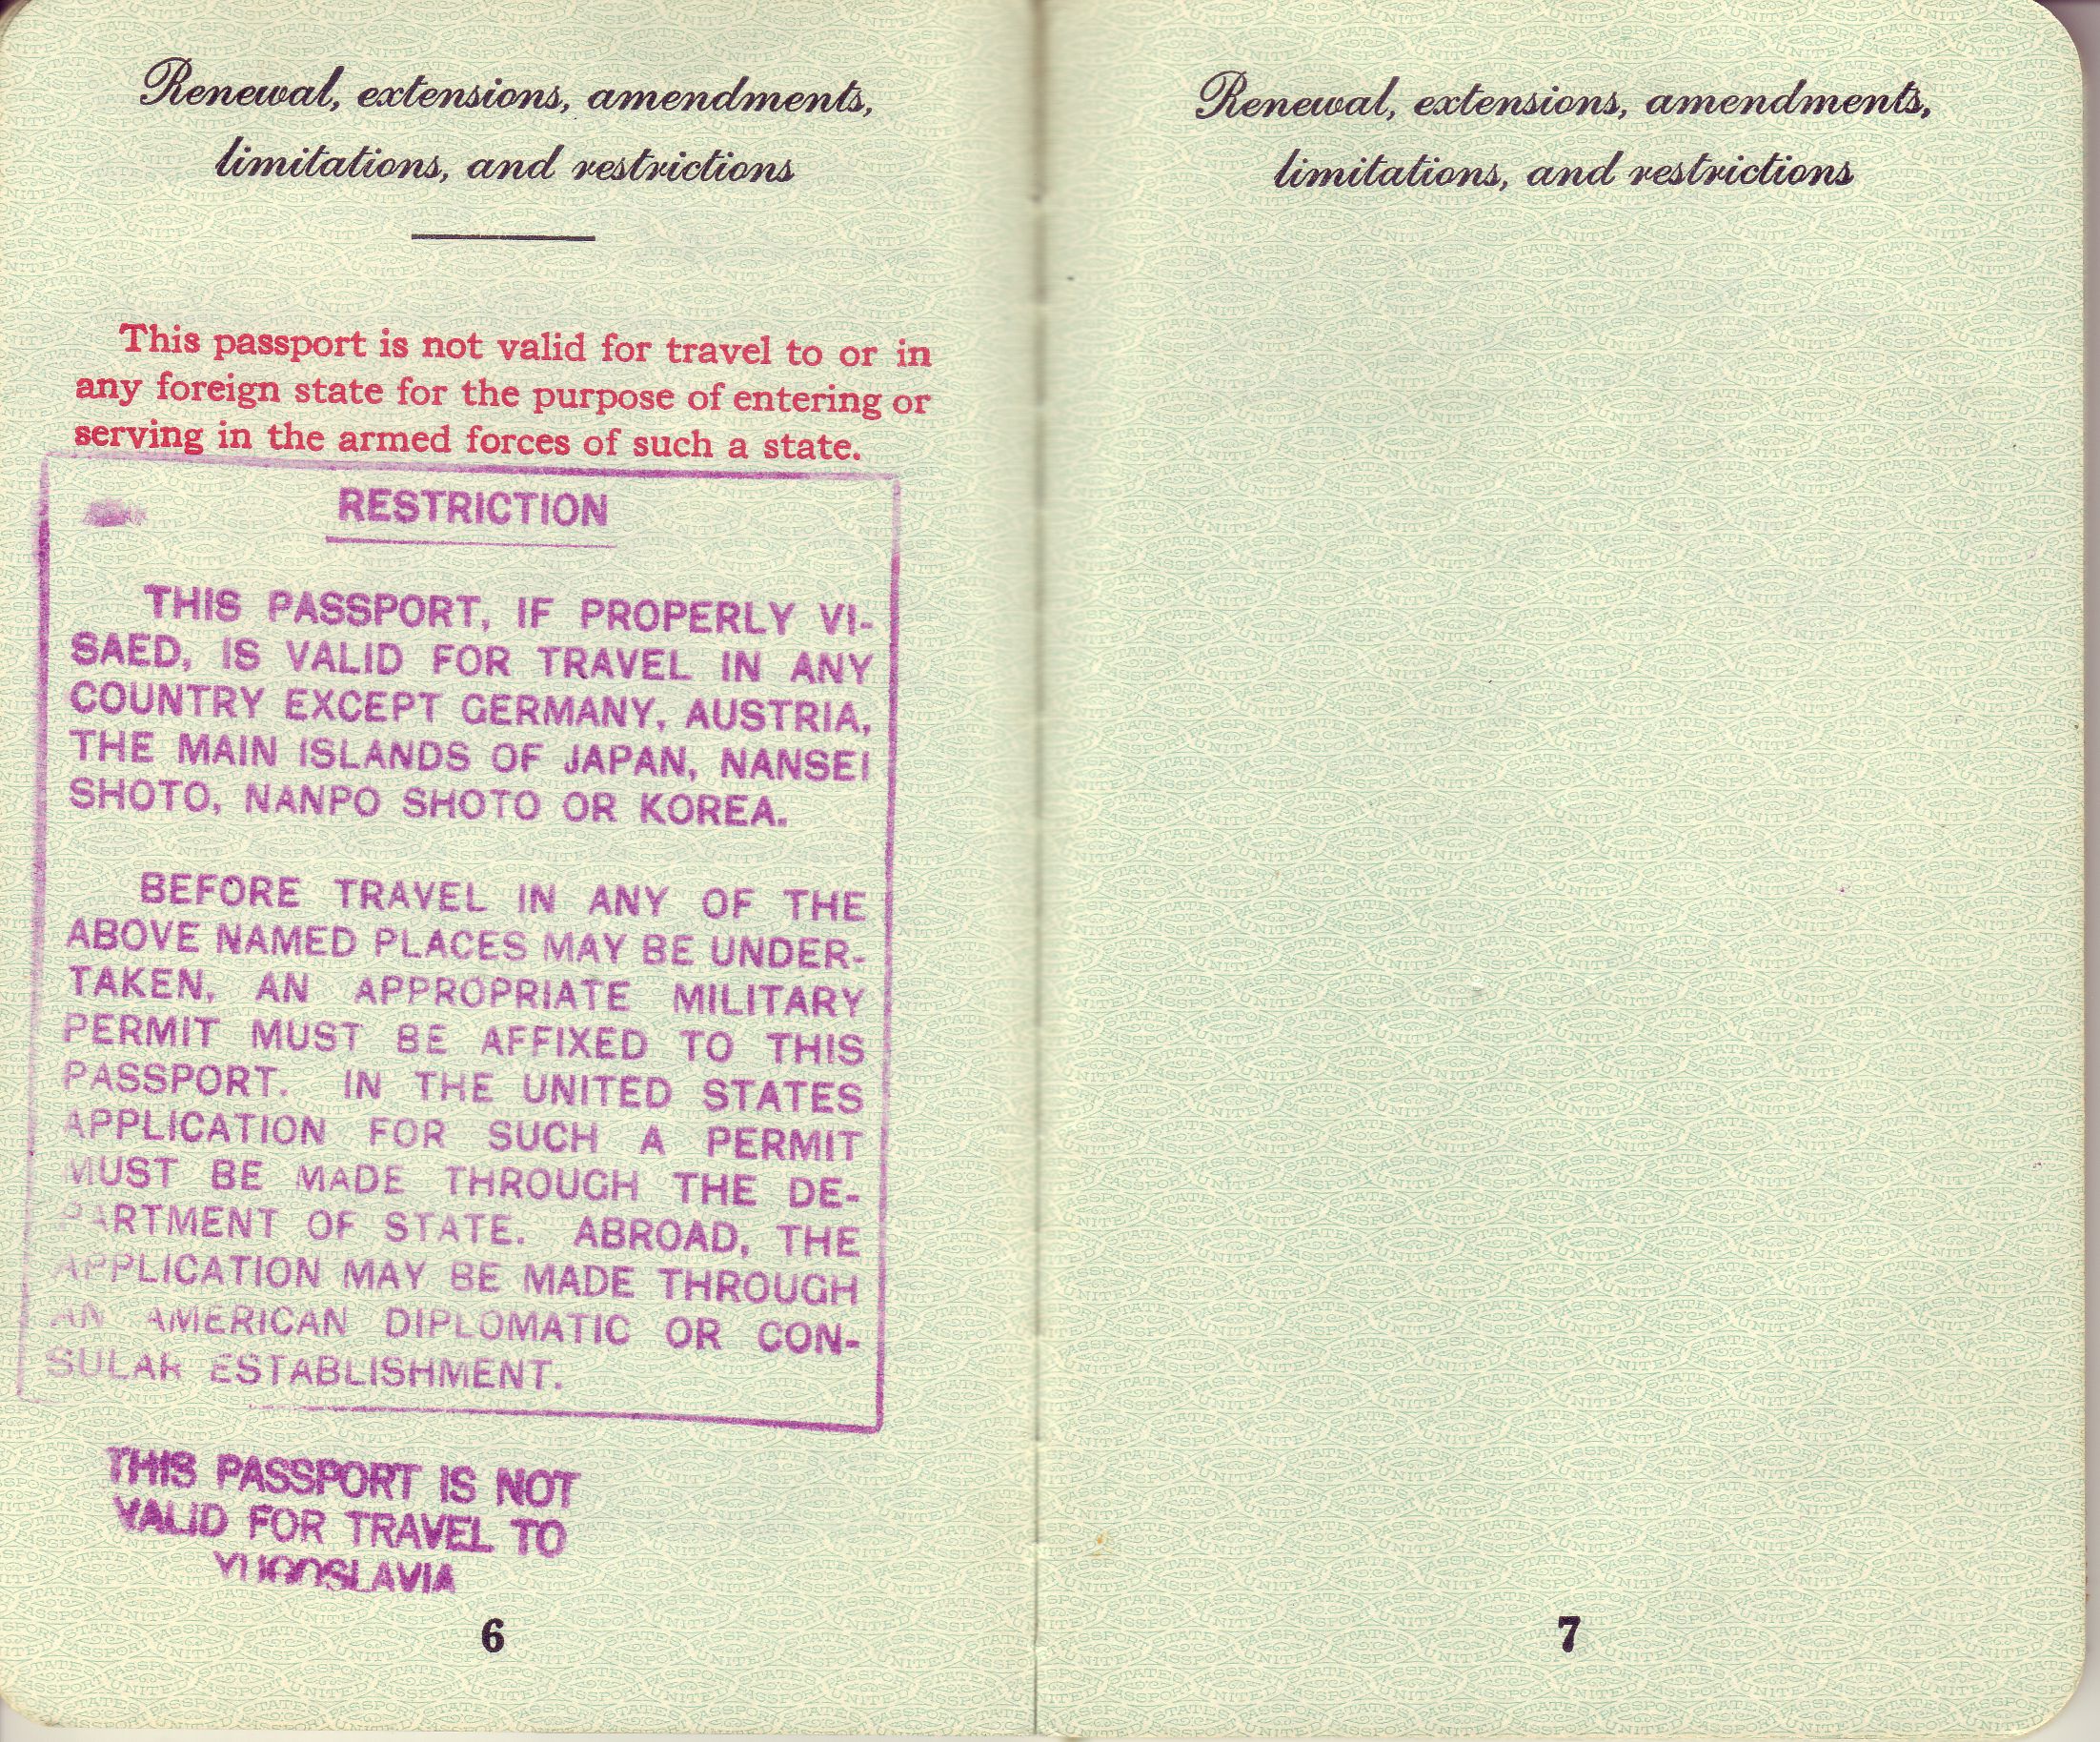 Renewal, extensions, amendments,
limitations, and restrictions
This passport is not valid for travel to or in
any foreign state for the purpose of entering or
serving in the armed forces of such a state.
RESTRICTION
THIS PASSPORT, IF PROPERLY VI-
SAED, IS VALID FOR TRAVEL IN ANY
COUNTRY EXCEPT GERMANY, AUSTRIA,
THE MAIN ISLANDS OF JAPAN, NANSEI
SHOTO, NANPO SHOTO OR KOREA.
BEFORE TRAVEL IN ANY OF THE
ABOVE NAMED PLACES MAY BE UNDER-
TAKEN, AN APPROPRIATE MILITARY
PERMIT MUST BE AFFIXED TO THIS
PASSPORT. IN THE UNITED STATES
APPLICATION FOR SUCH A PERMIT
MUST BE MADE THROUGH THE DE-
PARTMENT OF STATE. ABROAD, THE
APPLICATION MAY BE MADE THROUGH
AN AMERICAN DIPLOMATIC OR CON-
SULAR ESTABLISHMENT.
THIS PASSPORT IS NOT
VALID FOR TRAVEL TO
YUGOSLAVIA
6
Renewal, extensions, amendments,
limitations, and restrictions
7